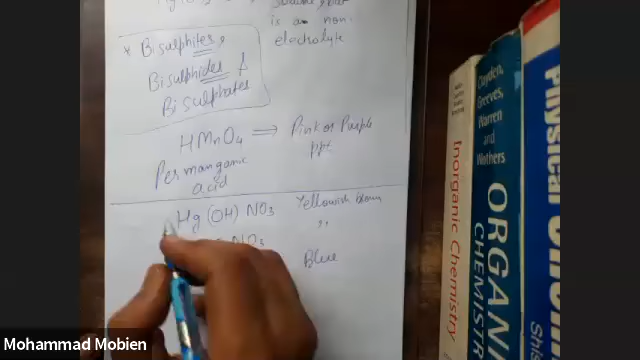 is a non-
electrolyte
* Bisulphites,
Bisulphides &
Bisulphates
HMnO4 ⟹ Pink or Purple
ppt
Permanganic
acid
Hg (OH) NO3 Yellowish brown
NO3 "
Blue
Inorganic Chemistry
Clayden,
Greeves,
Warren
and
Wothers
ORGANIC
CHEMISTRY
Physical
Mohammad Mobien